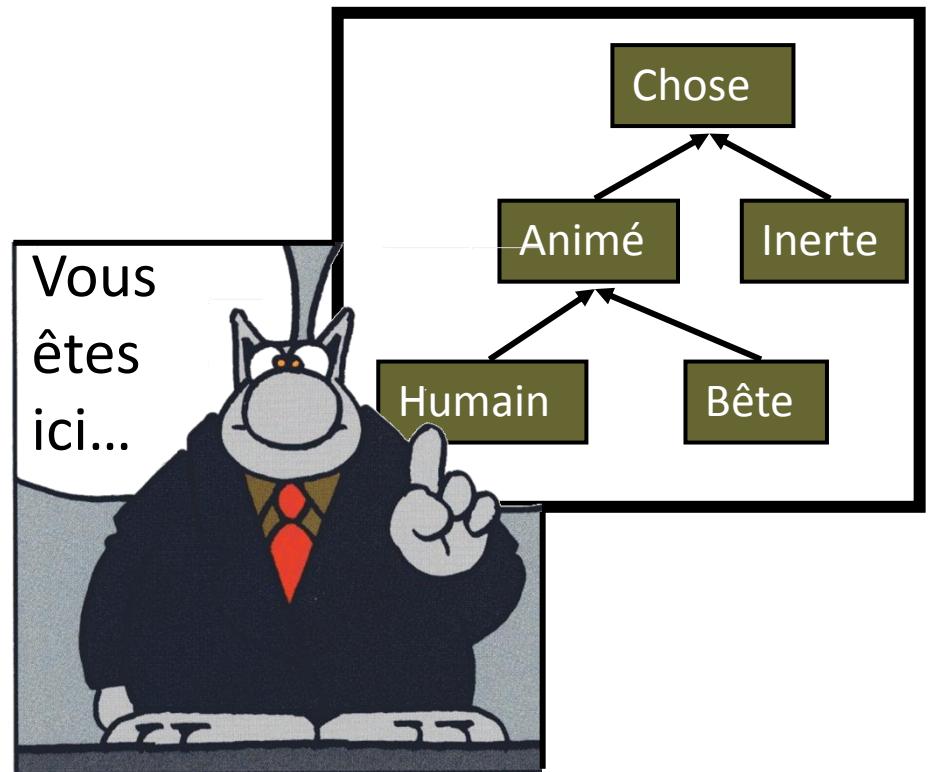 Chose
Animé Inerte
Humain Bête
Vous
êtes
ici...